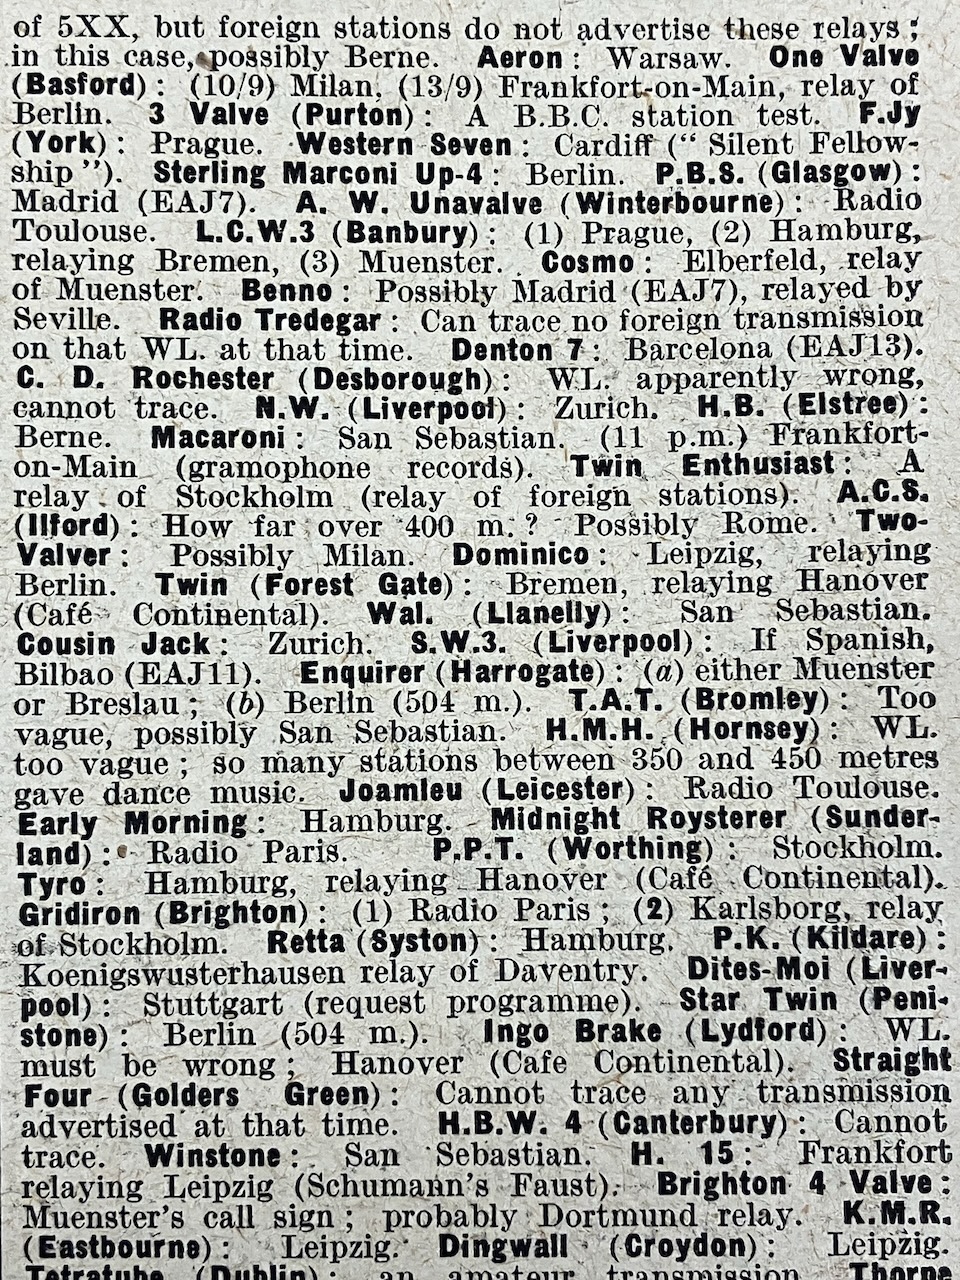 of 5XX, but foreign stations do not advertise these relays ;
in this case, possibly Berne. Aeron : Warsaw. One Valve
(Basford) : (10/9) Milan, (13/9) Frankfort-on-Main, relay of
Berlin. 3 Valve (Purton) : A B.B.C. station test. F.Jy
(York) : Prague. Western Seven : Cardiff (“ Silent Fellow-
ship ”). Sterling Marconi Up-4 : Berlin. P.B.S. (Glasgow) :
Madrid (EAJ7). A. W. Unavalve (Winterbourne) : Radio
Toulouse. L.C.W.3 (Banbury) : (1) Prague, (2) Hamburg,
relaying Bremen, (3) Muenster. Cosmo : Elberfeld, relay
of Muenster. Benno : Possibly Madrid (EAJ7), relayed by
Seville. Radio Tredegar : Can trace no foreign transmission
on that WL. at that time. Denton 7 : Barcelona (EAJ13).
C. D. Rochester (Desborough) : WL. apparently wrong,
cannot trace. N.W. (Liverpool) : Zurich. H.B. (Elstree) :
Berne. Macaroni : San Sebastian. (11 p.m.) Frankfort-
on-Main (gramophone records). Twin Enthusiast : A
relay of Stockholm (relay of foreign stations). A.C.S.
(Ilford) : How far over 400 m. ? Possibly Rome. Two-
Valver : Possibly Milan. Dominico : Leipzig, relaying
Berlin. Twin (Forest Gate) : Bremen, relaying Hanover
(Café Continental). Wal. (Llanelly) : San Sebastian.
Cousin Jack : Zurich. S.W.3. (Liverpool) : If Spanish,
Bilbao (EAJ11). Enquirer (Harrogate) : (a) either Muenster
or Breslau ; (b) Berlin (504 m.). T.A.T. (Bromley) : Too
vague, possibly San Sebastian. H.M.H. (Hornsey) : WL.
too vague ; so many stations between 350 and 450 metres
gave dance music. Joamleu (Leicester) : Radio Toulouse.
Early Morning : Hamburg. Midnight Roysterer (Sunder-
land) : Radio Paris. P.P.T. (Worthing) : Stockholm.
Tyro : Hamburg, relaying Hanover (Café Continental).
Gridiron (Brighton) : (1) Radio Paris ; (2) Karlsborg, relay
of Stockholm. Retta (Syston) : Hamburg. P.K. (Kildare) :
Koenigswusterhausen relay of Daventry. Dites-Moi (Liver-
pool) : Stuttgart (request programme). Star Twin (Peni-
stone) : Berlin (504 m.). Ingo Brake (Lydford) : WL.
must be wrong ; Hanover (Cafe Continental). Straight
Four (Golders Green) : Cannot trace any transmission
advertised at that time. H.B.W. 4 (Canterbury) : Cannot
trace. Winstone : San Sebastian. H. 15 : Frankfort
relaying Leipzig (Schumann’s Faust). Brighton 4 Valve :
Muenster’s call sign ; probably Dortmund relay. K.M.R.
(Eastbourne) : Leipzig. Dingwall (Croydon) : Leipzig.
Tetratube (Dublin) : an amateur transmission. Thorpe